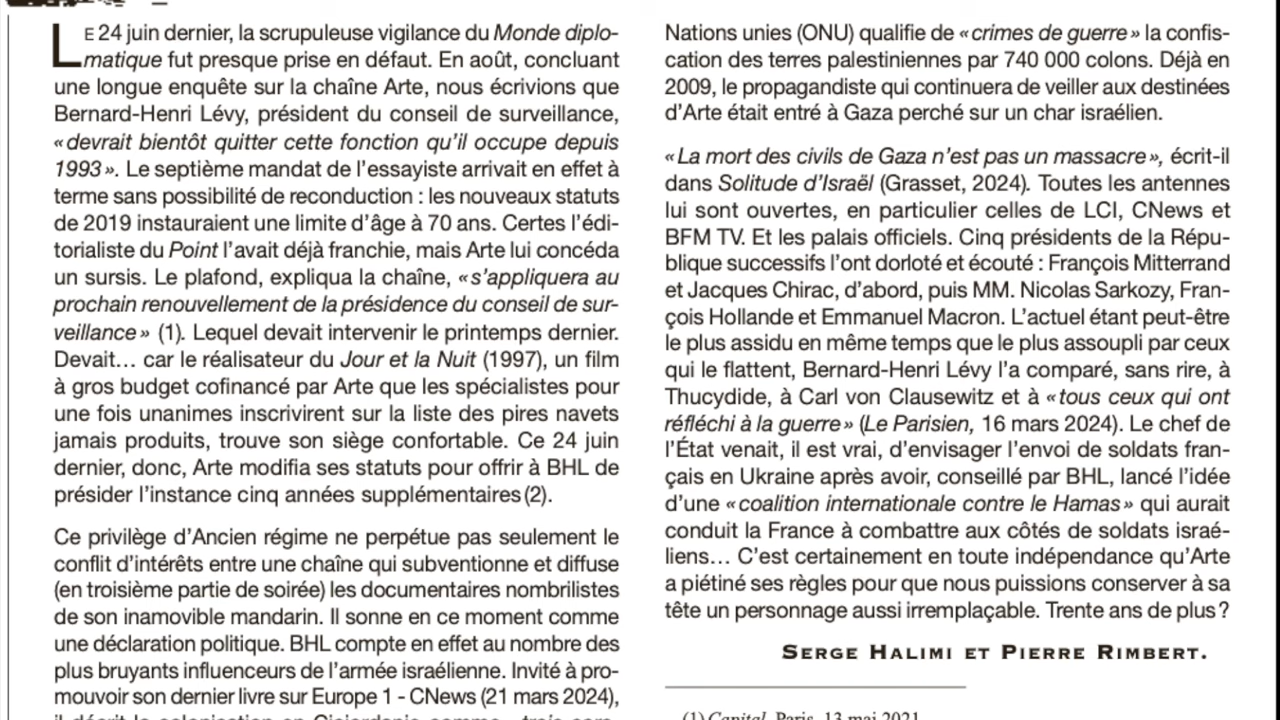 LE 24 juin dernier, la scrupuleuse vigilance du Monde diplo-
matique fut presque prise en défaut. En août, concluant
une longue enquête sur la chaîne Arte, nous écrivions que
Bernard-Henri Lévy, président du conseil de surveillance,
« devrait bientôt quitter cette fonction qu’il occupe depuis
1993 ». Le septième mandat de l’essayiste arrivait en effet à
terme sans possibilité de reconduction : les nouveaux statuts
de 2019 instauraient une limite d’âge à 70 ans. Certes l’édi-
torialiste du Point l’avait déjà franchie, mais Arte lui concéda
un sursis. Le plafond, expliqua la chaîne, « s’appliquera au
prochain renouvellement de la présidence du conseil de sur-
veillance » (1). Lequel devait intervenir le printemps dernier.
Devait… car le réalisateur du Jour et la Nuit (1997), un film
à gros budget cofinancé par Arte que les spécialistes pour
une fois unanimes inscrivirent sur la liste des pires navets
jamais produits, trouve son siège confortable. Ce 24 juin
dernier, donc, Arte modifia ses statuts pour offrir à BHL de
présider l’instance cinq années supplémentaires (2).
Ce privilège d’Ancien régime ne perpétue pas seulement le
conflit d’intérêts entre une chaîne qui subventionne et diffuse
(en troisième partie de soirée) les documentaires nombrilistes
de son inamovible mandarin. Il sonne en ce moment comme
une déclaration politique. BHL compte en effet au nombre des
plus bruyants influenceurs de l’armée israélienne. Invité à pro-
mouvoir son dernier livre sur Europe 1 - CNews (21 mars 2024),
Nations unies (ONU) qualifie de « crimes de guerre » la confis-
cation des terres palestiniennes par 740 000 colons. Déjà en
2009, le propagandiste qui continuera de veiller aux destinées
d’Arte était entré à Gaza perché sur un char israélien.
« La mort des civils de Gaza n’est pas un massacre », écrit-il
dans Solitude d’Israël (Grasset, 2024). Toutes les antennes
lui sont ouvertes, en particulier celles de LCI, CNews et
BFM TV. Et les palais officiels. Cinq présidents de la Répu-
blique successifs l’ont dorloté et écouté : François Mitterrand
et Jacques Chirac, d’abord, puis MM. Nicolas Sarkozy, Fran-
çois Hollande et Emmanuel Macron. L’actuel étant peut-être
le plus assidu en même temps que le plus assoupli par ceux
qui le flattent, Bernard-Henri Lévy l’a comparé, sans rire, à
Thucydide, à Carl von Clausewitz et à « tous ceux qui ont
réfléchi à la guerre » (Le Parisien, 16 mars 2024). Le chef de
l’État venait, il est vrai, d’envisager l’envoi de soldats fran-
çais en Ukraine après avoir, conseillé par BHL, lancé l’idée
d’une « coalition internationale contre le Hamas » qui aurait
conduit la France à combattre aux côtés de soldats israé-
liens… C’est certainement en toute indépendance qu’Arte
a piétiné ses règles pour que nous puissions conserver à sa
tête un personnage aussi irremplaçable. Trente ans de plus ?
SERGE HALIMI ET PIERRE RIMBERT.
(1) Capital, Paris, 13 mai 2021.